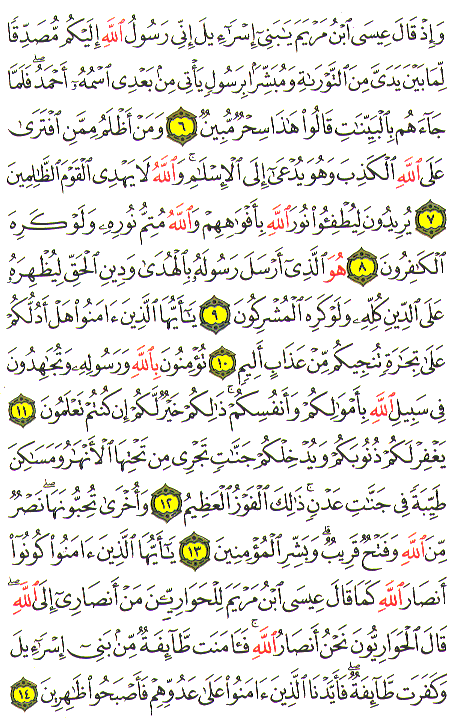 وَإِذْ قَالَ عِيسَى ٱبْنُ مَرْيَمَ يَٰبَنِىٓ إِسْرَٰٓءِيلَ إِنِّى رَسُولُ ٱللَّهِ إِلَيْكُم مُّصَدِّقًا
لِّمَا بَيْنَ يَدَىَّ مِنَ ٱلتَّوْرَىٰةِ وَمُبَشِّرًۢا بِرَسُولٍ يَأْتِى مِنۢ بَعْدِى ٱسْمُهُۥٓ أَحْمَدُ ۖ فَلَمَّا
جَآءَهُم بِٱلْبَيِّنَٰتِ قَالُوا۟ هَٰذَا سِحْرٌ مُّبِينٌ ٦ وَمَنْ أَظْلَمُ مِمَّنِ ٱفْتَرَىٰ
عَلَى ٱللَّهِ ٱلْكَذِبَ وَهُوَ يُدْعَىٰٓ إِلَى ٱلْإِسْلَٰمِ ۚ وَٱللَّهُ لَا يَهْدِى ٱلْقَوْمَ ٱلظَّٰلِمِينَ
٧ يُرِيدُونَ لِيُطْفِـُٔوا۟ نُورَ ٱللَّهِ بِأَفْوَٰهِهِمْ وَٱللَّهُ مُتِمُّ نُورِهِۦ وَلَوْ كَرِهَ
ٱلْكَٰفِرُونَ ٨ هُوَ ٱلَّذِىٓ أَرْسَلَ رَسُولَهُۥ بِٱلْهُدَىٰ وَدِينِ ٱلْحَقِّ لِيُظْهِرَهُۥ
عَلَى ٱلدِّينِ كُلِّهِۦ وَلَوْ كَرِهَ ٱلْمُشْرِكُونَ ٩ يَٰٓأَيُّهَا ٱلَّذِينَ ءَامَنُوا۟ هَلْ أَدُلُّكُمْ
عَلَىٰ تِجَٰرَةٍ تُنجِيكُم مِّنْ عَذَابٍ أَلِيمٍ ١٠ تُؤْمِنُونَ بِٱللَّهِ وَرَسُولِهِۦ وَتُجَٰهِدُونَ
فِى سَبِيلِ ٱللَّهِ بِأَمْوَٰلِكُمْ وَأَنفُسِكُمْ ۚ ذَٰلِكُمْ خَيْرٌ لَّكُمْ إِن كُنتُمْ تَعْلَمُونَ ١١
يَغْفِرْ لَكُمْ ذُنُوبَكُمْ وَيُدْخِلْكُمْ جَنَّٰتٍ تَجْرِى مِن تَحْتِهَا ٱلْأَنْهَٰرُ وَمَسَٰكِنَ
طَيِّبَةً فِى جَنَّٰتِ عَدْنٍ ۚ ذَٰلِكَ ٱلْفَوْزُ ٱلْعَظِيمُ ١٢ وَأُخْرَىٰ تُحِبُّونَهَا ۖ نَصْرٌ
مِّنَ ٱللَّهِ وَفَتْحٌ قَرِيبٌ ۗ وَبَشِّرِ ٱلْمُؤْمِنِينَ ١٣ يَٰٓأَيُّهَا ٱلَّذِينَ ءَامَنُوا۟ كُونُوٓا۟
أَنصَارَ ٱللَّهِ كَمَا قَالَ عِيسَى ٱبْنُ مَرْيَمَ لِلْحَوَارِيِّـۧنَ مَنْ أَنصَارِىٓ إِلَى ٱللَّهِ ۖ
قَالَ ٱلْحَوَارِيُّونَ نَحْنُ أَنصَارُ ٱللَّهِ ۖ فَـَٔامَنَت طَّآئِفَةٌ مِّنۢ بَنِىٓ إِسْرَٰٓءِيلَ
وَكَفَرَت طَّآئِفَةٌ ۖ فَأَيَّدْنَا ٱلَّذِينَ ءَامَنُوا۟ عَلَىٰ عَدُوِّهِمْ فَأَصْبَحُوا۟ ظَٰهِرِينَ ١٤